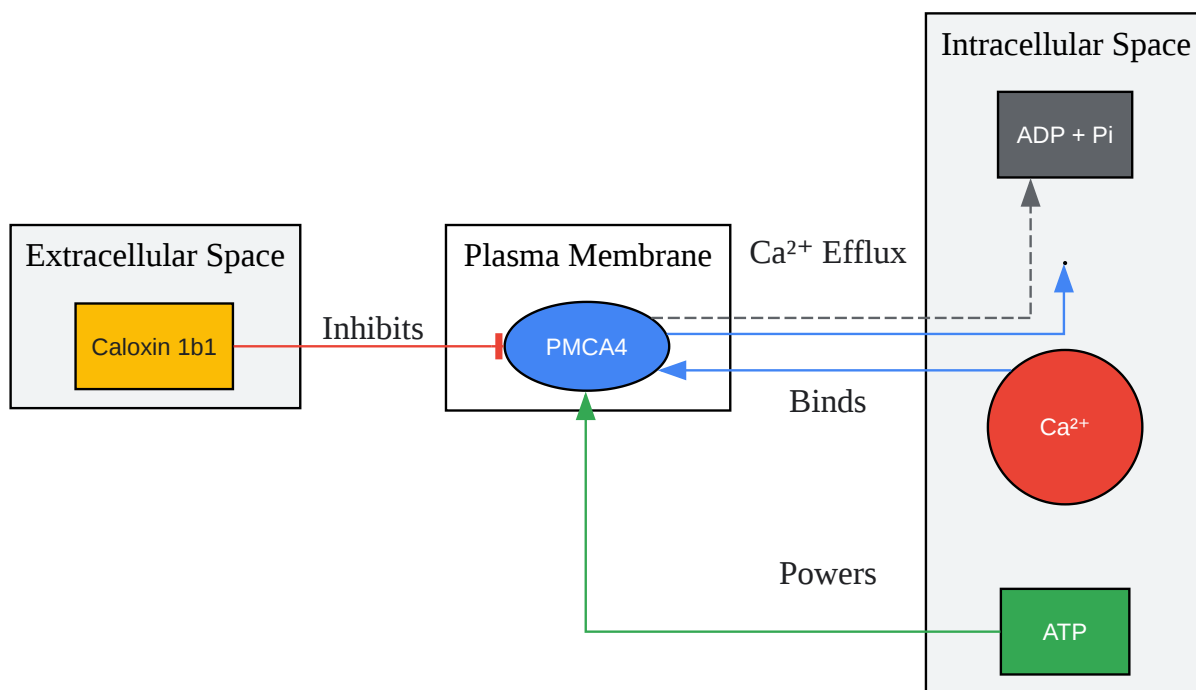 Intracellular Space
ADP + Pi
Extracellular Space
Plasma Membrane
Ca²⁺ Efflux
Caloxin 1b1
Inhibits
PMCA4
Binds
Ca²⁺
Powers
ATP